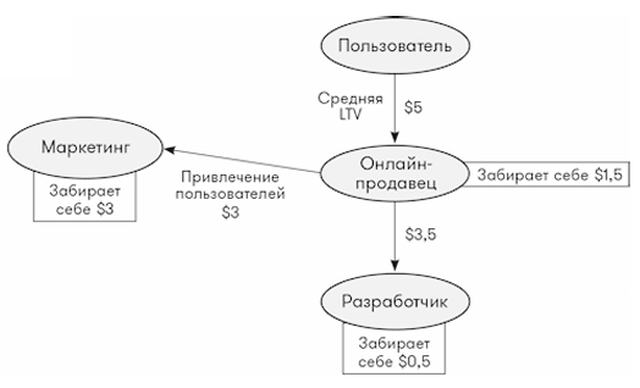 Пользователь
Средняя
LTV
$5
Маркетинг
Забирает
себе $3
Привлечение
пользователей
$3
Онлайн-
продавец
Забирает себе $1,5
$3,5
Разработчик
Забирает
себе $0,5